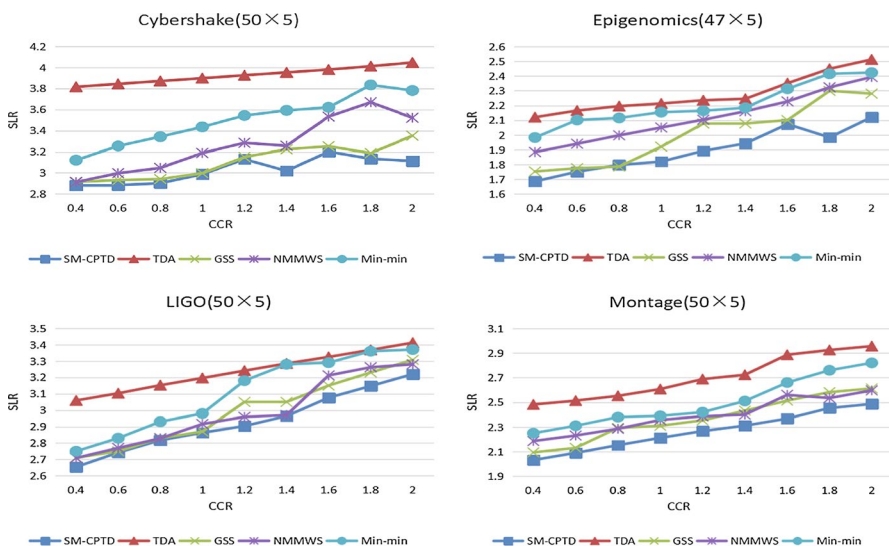 Cybershake(50×5)
4.2
4
3.8
3.6
3.4
3.2
3
2.8
SLR
0.4 0.6 0.8 1 1.2 1.4 1.6 1.8 2
CCR
SM-CPTD TDA GSS NMMWS Min-min
Epigenomics(47×5)
2.6
2.5
2.4
2.3
2.2
2.1
2
1.9
1.8
1.7
1.6
SLR
0.4 0.6 0.8 1 1.2 1.4 1.6 1.8 2
CCR
SM-CPTD TDA GSS NMMWS Min-min
LIGO(50×5)
3.5
3.4
3.3
3.2
3.1
3
2.9
2.8
2.7
2.6
SLR
0.4 0.6 0.8 1 1.2 1.4 1.6 1.8 2
CCR
SM-CPTD TDA GSS NMMWS Min-min
Montage(50×5)
3.1
2.9
2.7
2.5
2.3
2.1
1.9
SLR
0.4 0.6 0.8 1 1.2 1.4 1.6 1.8 2
CCR
SM-CPTD TDA GSS NMMWS Min-min